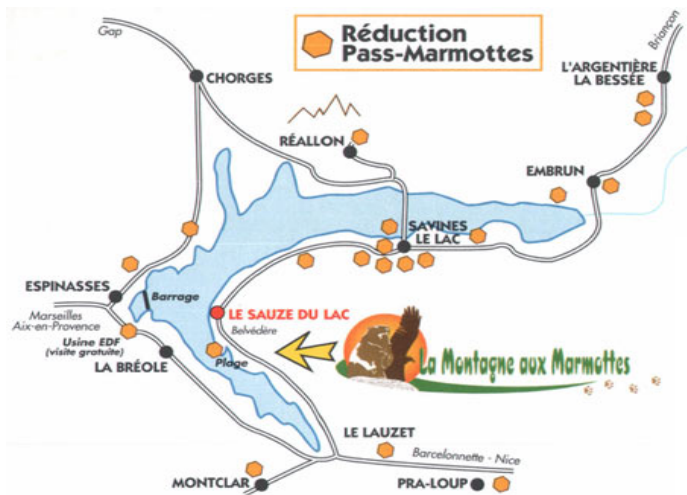 Gap
Réduction
Pass-Marmottes
Briançon
L'ARGENTIÈRE
LA BESSÉE
CHORGES
RÉALLON
EMBRUN
SAVINES
LE LAC
ESPINASSES
Barrage
LE SAUZE DU LAC
Belvédère
Marseilles
Aix-en-Provence
Usine EDF
(visite gratuite)
Plage
LA BRÉOLE
La Montagne aux Marmottes
LE LAUZET
Barcelonnette - Nice
MONTCLAR
PRA-LOUP